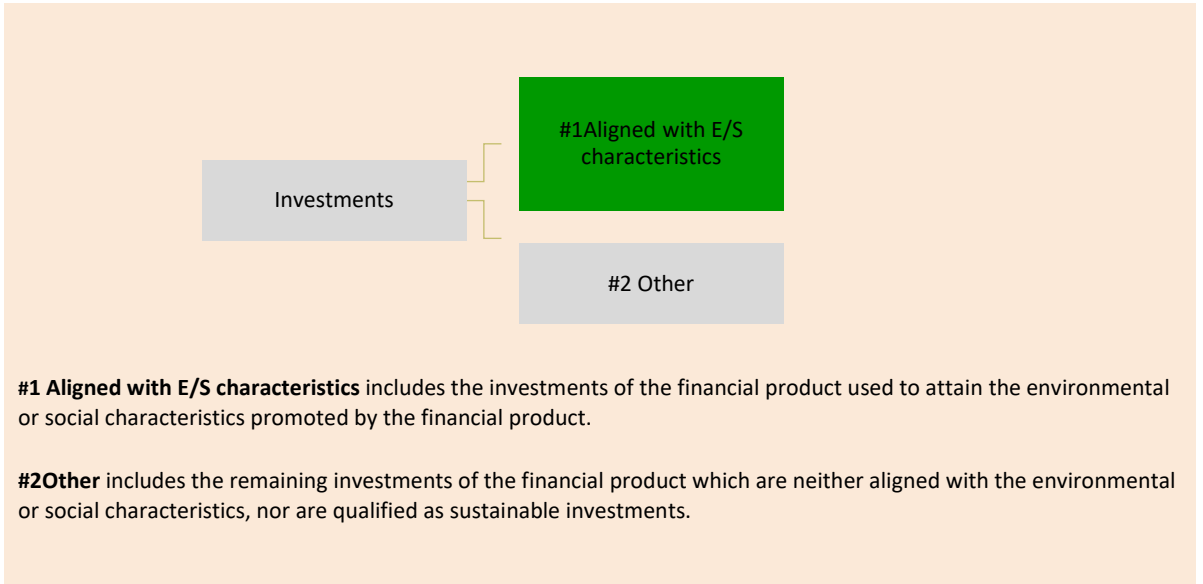 #1Aligned with E/S
characteristics
Investments
#2 Other
#1 Aligned with E/S characteristics includes the investments of the financial product used to attain the environmental
or social characteristics promoted by the financial product.
#2Other includes the remaining investments of the financial product which are neither aligned with the environmental
or social characteristics, nor are qualified as sustainable investments.